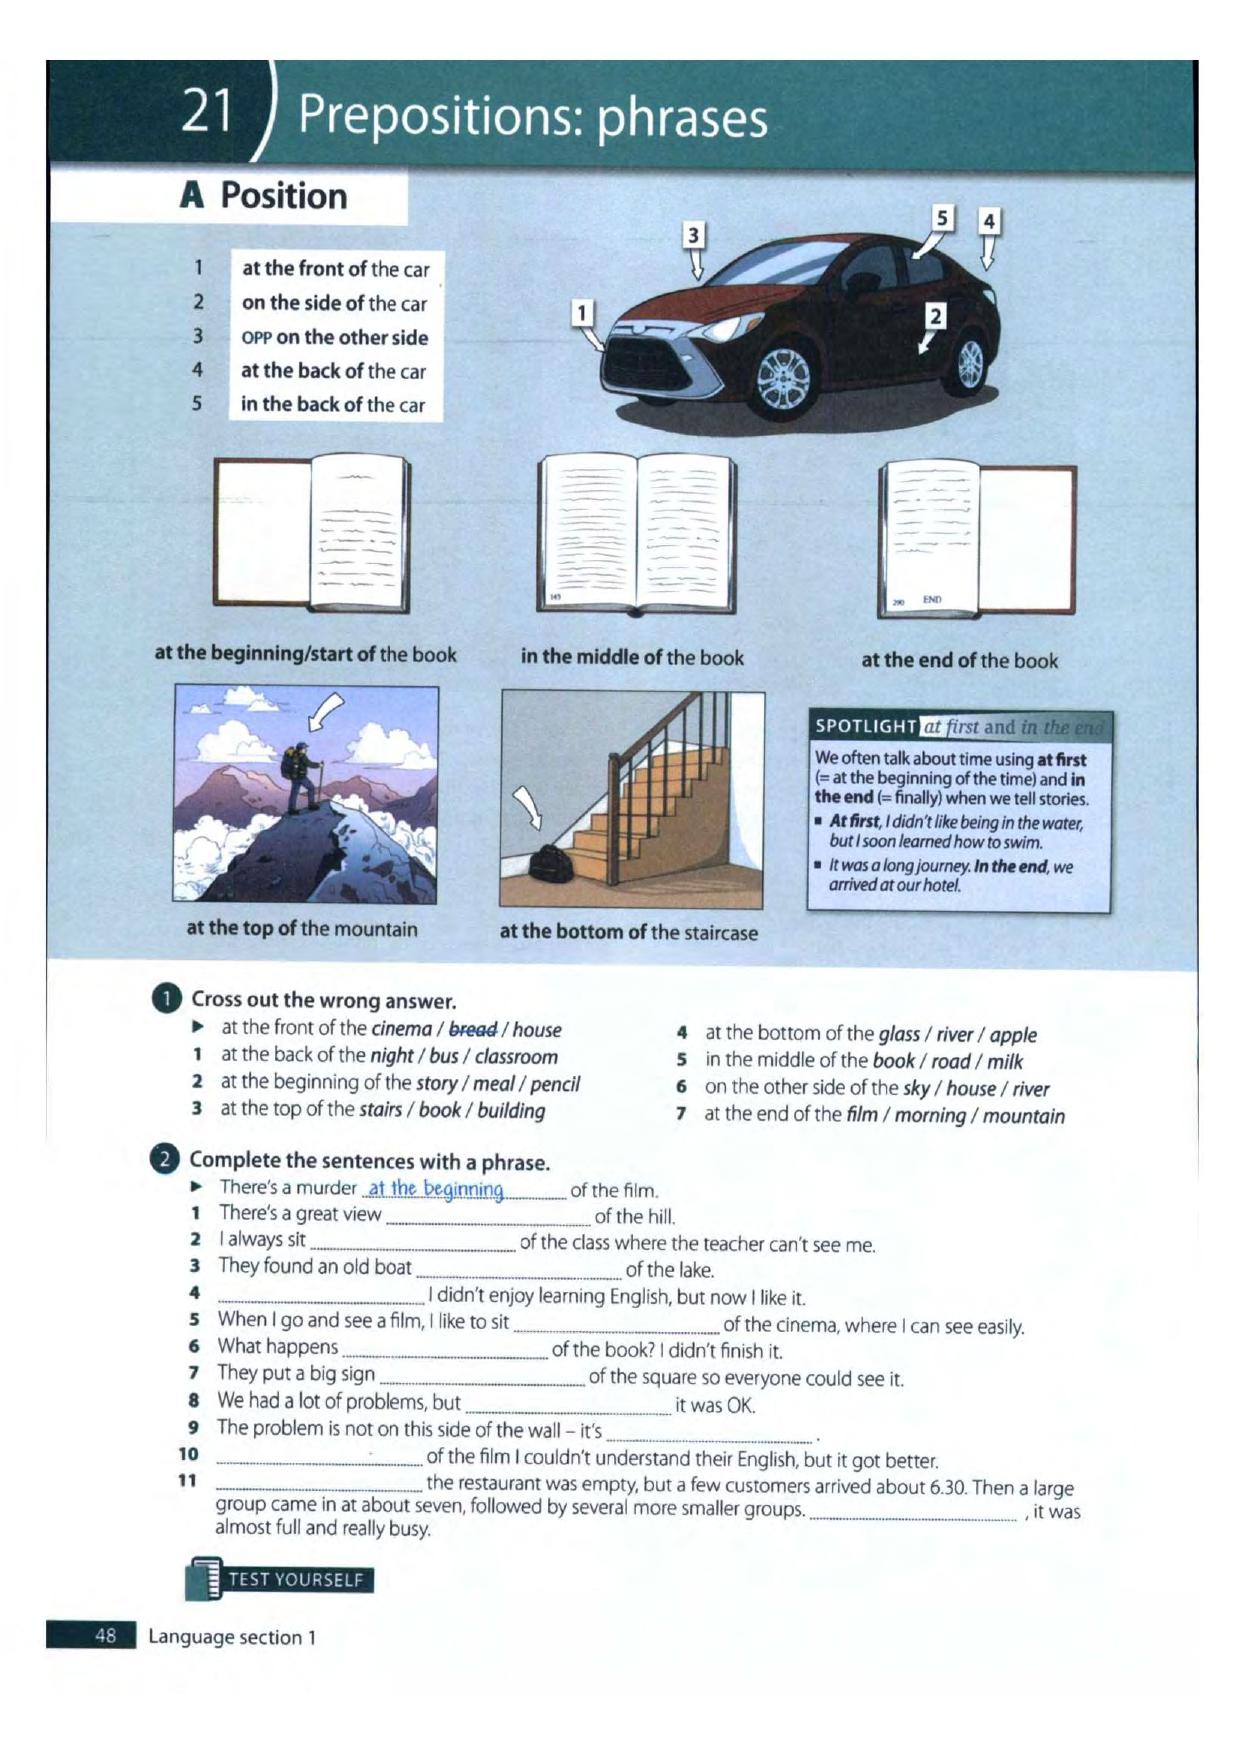 21 Prepositions: phrases
A Position
1 at the front of the car
2 on the side of the car
3 OPP on the other side
4 at the back of the car
5 in the back of the car
3
5
4
1
2
145
290 END
at the beginning/start of the book
in the middle of the book
at the end of the book
SPOTLIGHT at first and in the end
We often talk about time using at first
(= at the beginning of the time) and in
the end (= finally) when we tell stories.
▪ At first, I didn't like being in the water,
but I soon learned how to swim.
▪ It was a long journey. In the end, we
arrived at our hotel.
at the top of the mountain
at the bottom of the staircase
1 Cross out the wrong answer.
▶ at the front of the cinema / bread / house
1 at the back of the night / bus / classroom
2 at the beginning of the story / meal / pencil
3 at the top of the stairs / book / building
4 at the bottom of the glass / river / apple
5 in the middle of the book / road / milk
6 on the other side of the sky / house / river
7 at the end of the film / morning / mountain
2 Complete the sentences with a phrase.
▶ There's a murder at the beginning of the film.
1 There's a great view of the hill.
2 I always sit of the class where the teacher can't see me.
3 They found an old boat of the lake.
4 I didn't enjoy learning English, but now I like it.
5 When I go and see a film, I like to sit of the cinema, where I can see easily.
6 What happens of the book? I didn't finish it.
7 They put a big sign of the square so everyone could see it.
8 We had a lot of problems, but it was OK.
9 The problem is not on this side of the wall – it's .
10 of the film I couldn't understand their English, but it got better.
11 the restaurant was empty, but a few customers arrived about 6.30. Then a large
group came in at about seven, followed by several more smaller groups. , it was
almost full and really busy.
TEST YOURSELF
48 Language section 1